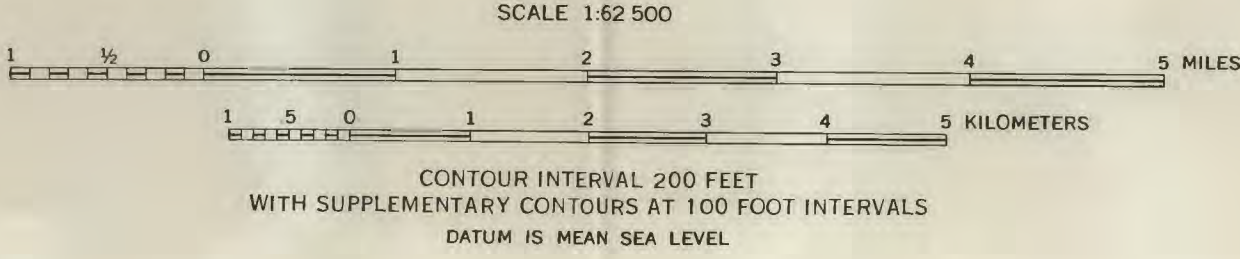 SCALE 1:62 500
1 ½ 0 1 2 3 4 5 MILES
1 .5 0 1 2 3 4 5 KILOMETERS
CONTOUR INTERVAL 200 FEET
WITH SUPPLEMENTARY CONTOURS AT 100 FOOT INTERVALS
DATUM IS MEAN SEA LEVEL